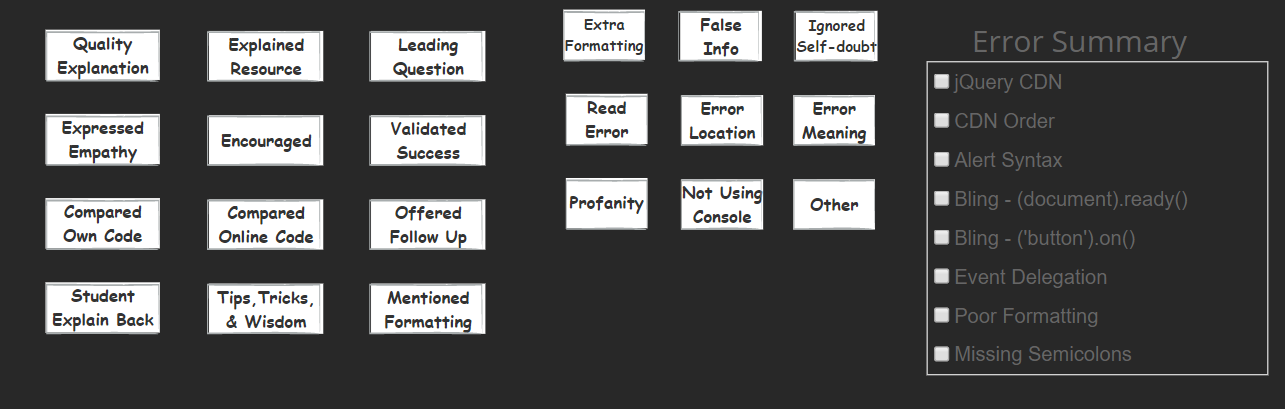 Quality
Explanation
Explained
Resource
Leading
Question
Expressed
Empathy
Encouraged
Validated
Success
Compared
Own Code
Compared
Online Code
Offered
Follow Up
Student
Explain Back
Tips,Tricks,
& Wisdom
Mentioned
Formatting
Extra
Formatting
False
Info
Ignored
Self-doubt
Read
Error
Error
Location
Error
Meaning
Profanity
Not Using
Console
Other
Error Summary
jQuery CDN
CDN Order
Alert Syntax
Bling - (document).ready()
Bling - ('button').on()
Event Delegation
Poor Formatting
Missing Semicolons